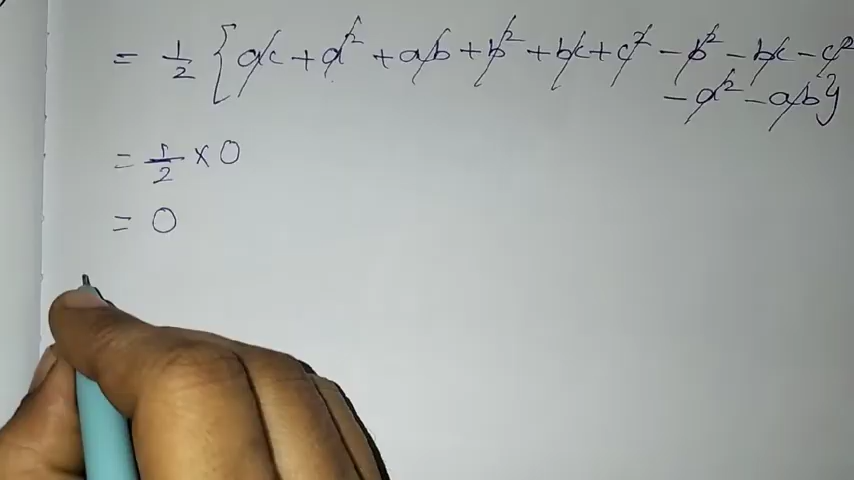 = 1/2 {ac + a² + ab + b² + bc + c² - b² - bc - c²
- a² - ab}
= 1/2 × 0
= 0